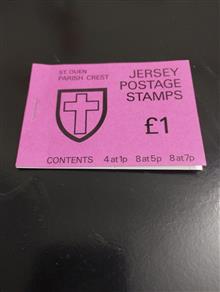 ST. OUEN
PARISH CREST
JERSEY
POSTAGE
STAMPS
£1
CONTENTS 4 at 1p 8 at 5p 8 at 7p